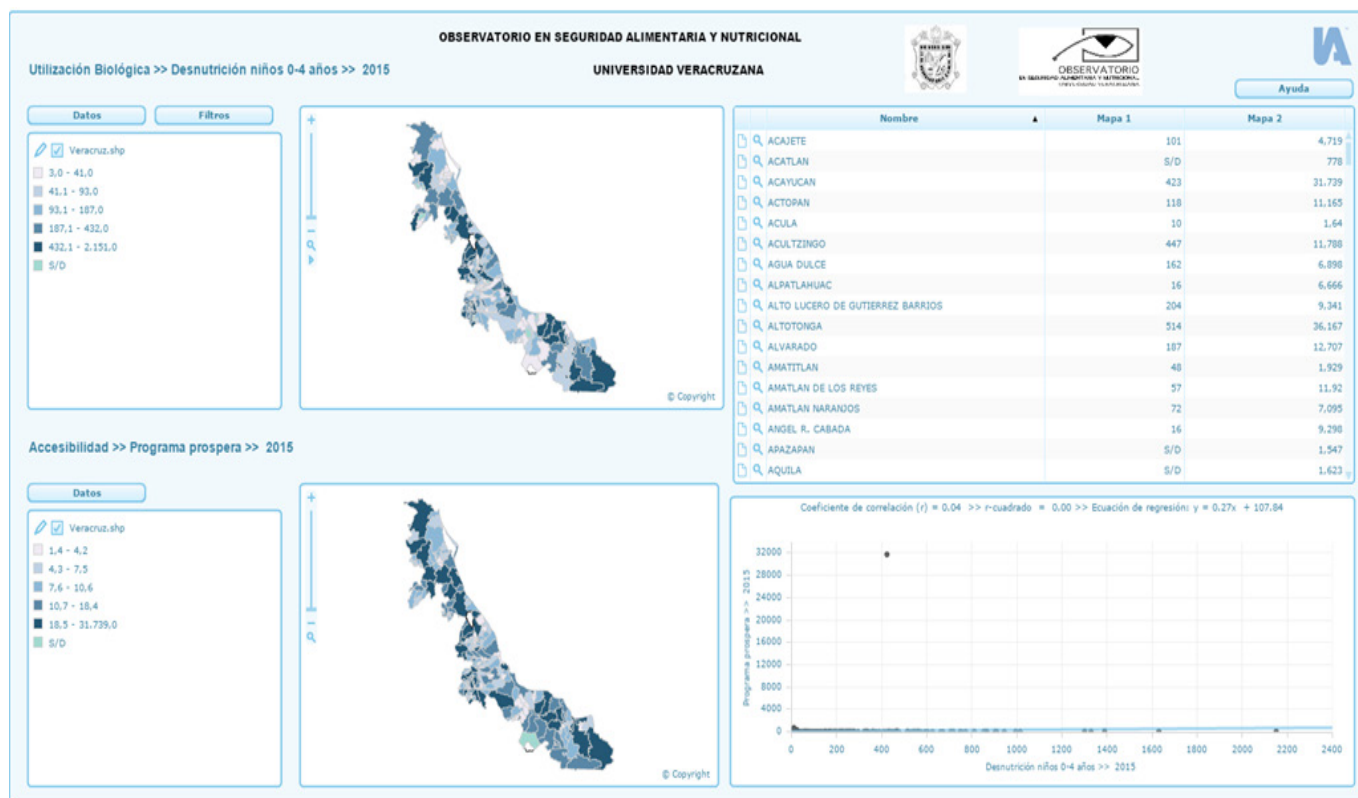 OBSERVATORIO EN SEGURIDAD ALIMENTARIA Y NUTRICIONAL
Utilización Biológica >> Desnutrición niños 0-4 años >> 2015
UNIVERSIDAD VERACRUZANA
OBSERVATORIO
EN SEGURIDAD ALIMENTARIA Y NUTRICIONAL
UNIVERSIDAD VERACRUZANA
Ayuda
Datos Filtros
Veracruz.shp
3,0 - 41,0
41,1 - 93,0
93,1 - 187,0
187,1 - 432,0
432,1 - 2.151,0
S/D
© Copyright
Nombre ▲ Mapa 1 Mapa 2
ACAJETE 101 4,719
ACATLAN S/D 778
ACAYUCAN 423 31.739
ACTOPAN 118 11,165
ACULA 10 1,64
ACULTZINGO 447 11,788
AGUA DULCE 162 6,898
ALPATLAHUAC 16 6,666
ALTO LUCERO DE GUTIERREZ BARRIOS 204 9,341
ALTOTONGA 514 36,167
ALVARADO 187 12,707
AMATITLAN 48 1,929
AMATLAN DE LOS REYES 57 11,92
AMATLAN NARANJOS 72 7,095
ANGEL R. CABADA 16 9,298
APAZAPAN S/D 1,547
AQUILA S/D 1,623
Accesibilidad >> Programa prospera >> 2015
Datos
Veracruz.shp
1,4 - 4,2
4,3 - 7,5
7,6 - 10,6
10,7 - 18,4
18,5 - 31.739,0
S/D
© Copyright
Coeficiente de correlación (r) = 0.04 >> r-cuadrado = 0.00 >> Ecuación de regresión: y = 0.27x + 107.84
Programa prospera >> 2015
32000
28000
24000
20000
16000
12000
8000
4000
0
0 200 400 600 800 1000 1200 1400 1600 1800 2000 2200 2400
Desnutrición niños 0-4 años >> 2015